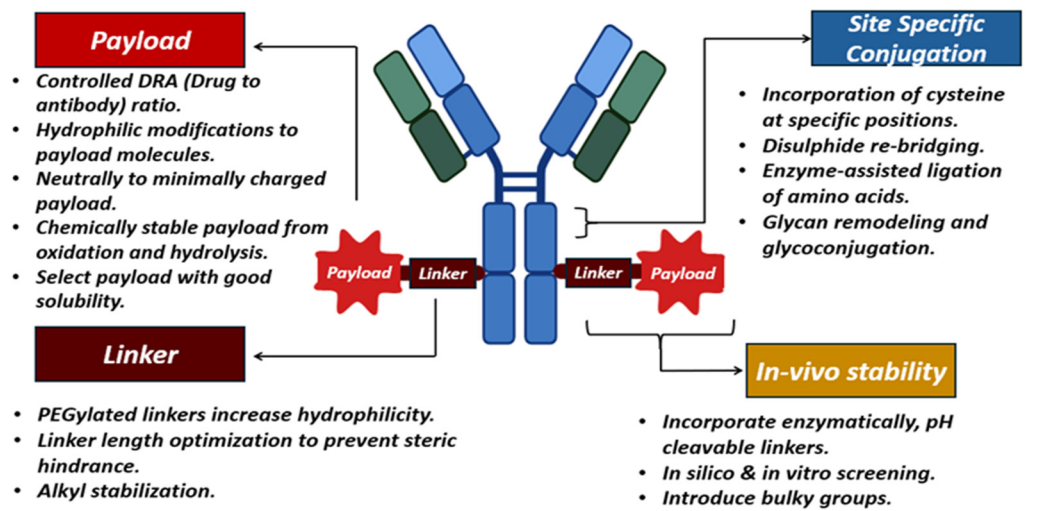 Payload
• Controlled DRA (Drug to
antibody) ratio.
• Hydrophilic modifications to
payload molecules.
• Neutrally to minimally charged
payload.
• Chemically stable payload from
oxidation and hydrolysis.
• Select payload with good
solubility.
Site Specific
Conjugation
• Incorporation of cysteine
at specific positions.
• Disulphide re-bridging.
• Enzyme-assisted ligation
of amino acids.
• Glycan remodeling and
glycoconjugation.
Payload Linker Linker Payload
Linker
• PEGylated linkers increase hydrophilicity.
• Linker length optimization to prevent steric
hindrance.
• Alkyl stabilization.
In-vivo stability
• Incorporate enzymatically, pH
cleavable linkers.
• In silico & in vitro screening.
• Introduce bulky groups.